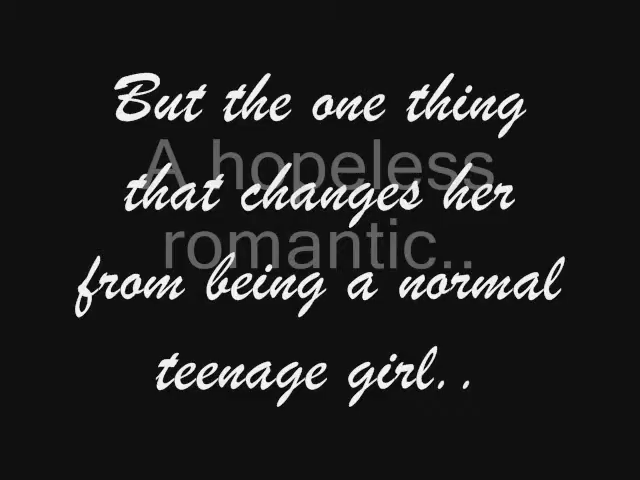 But the one thing
A hopeless
that changes her
romantic..
from being a normal
teenage girl..